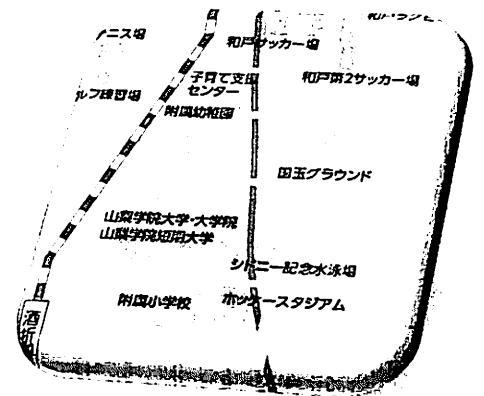 和戸サッカー場
子育て支援
センター
和戸第2サッカー場
附属幼稚園
国玉グラウンド
山梨学院大学・大学院
山梨学院短期大学
シドニー記念水泳場
附属小学校
ホッケースタジアム
酒折